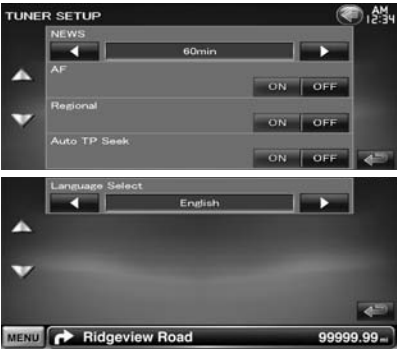 TUNER SETUP
AM
12:34
NEWS
60min
AF
ON OFF
Regional
ON OFF
Auto TP Seek
ON OFF
Language Select
English
MENU Ridgeview Road 99999.99 mi